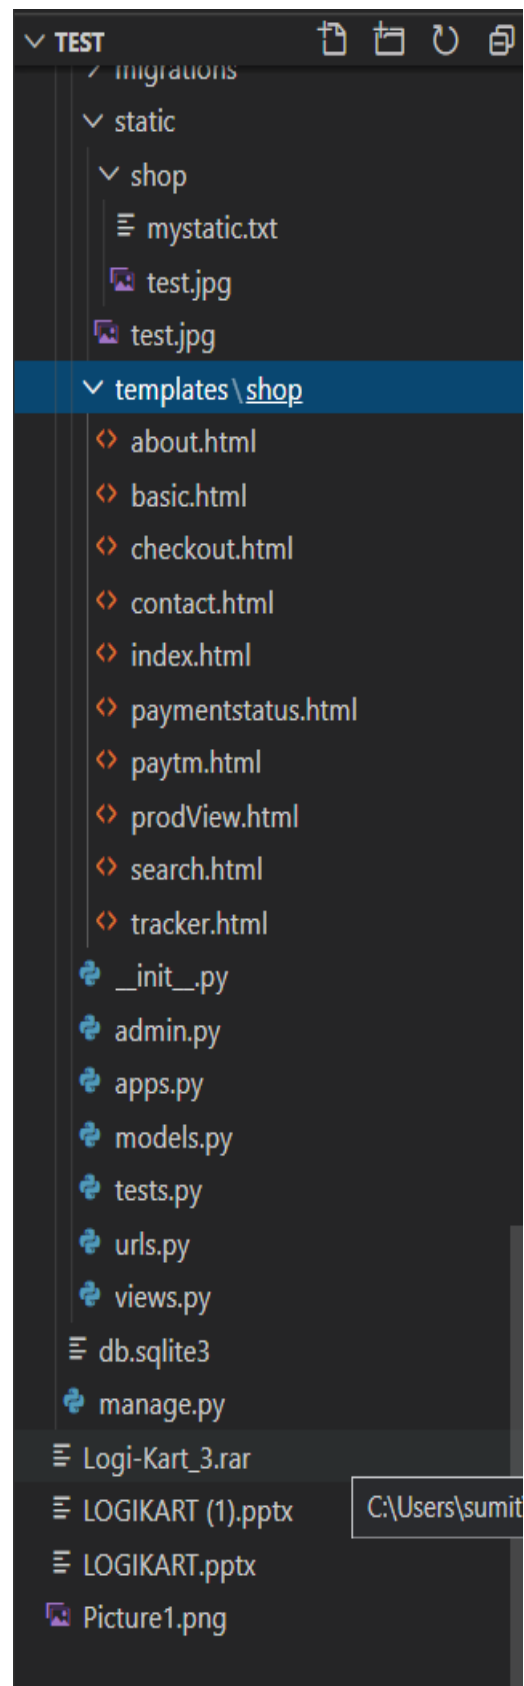 TEST
migrations
static
shop
mystatic.txt
test.jpg
test.jpg
templates\shop
about.html
basic.html
checkout.html
contact.html
index.html
paymentstatus.html
paytm.html
prodView.html
search.html
tracker.html
__init__.py
admin.py
apps.py
models.py
tests.py
urls.py
views.py
db.sqlite3
manage.py
Logi-Kart_3.rar
LOGIKART (1).pptx
C:\Users\sumit\
LOGIKART.pptx
Picture1.png